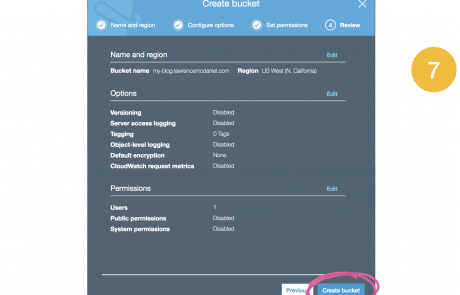 Create bucket
Name and region Configure options Set permissions 4 Review
Name and region Edit
Bucket name my-blog.lawrencemcdaniel.com Region US West (N. California)
Options Edit
Versioning Disabled
Server access logging Disabled
Tagging 0 Tags
Object-level logging Disabled
Default encryption None
CloudWatch request metrics Disabled
Permissions Edit
Users 1
Public permissions Disabled
System permissions Disabled
Previou Create bucket
7